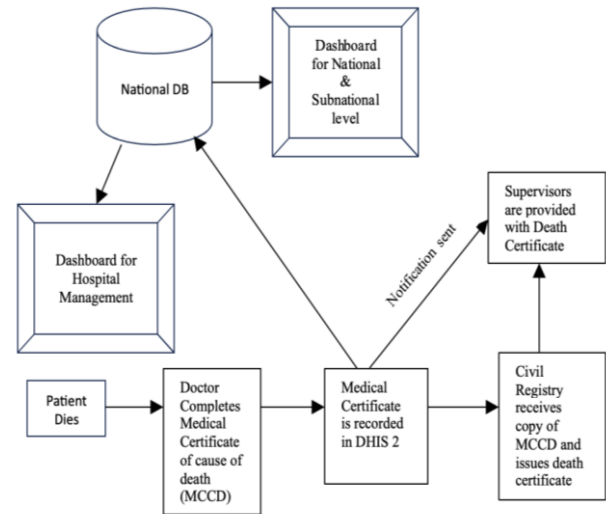 National DB
Dashboard
for National
&
Subnational
level
Supervisors
are provided
with Death
Certificate
Notification sent
Dashboard for
Hospital
Management
Patient
Dies
Doctor
Completes
Medical
Certificate
of cause of
death
(MCCD)
Medical
Certificate
is recorded
in DHIS 2
Civil
Registry
receives
copy of
MCCD and
issues death
certificate